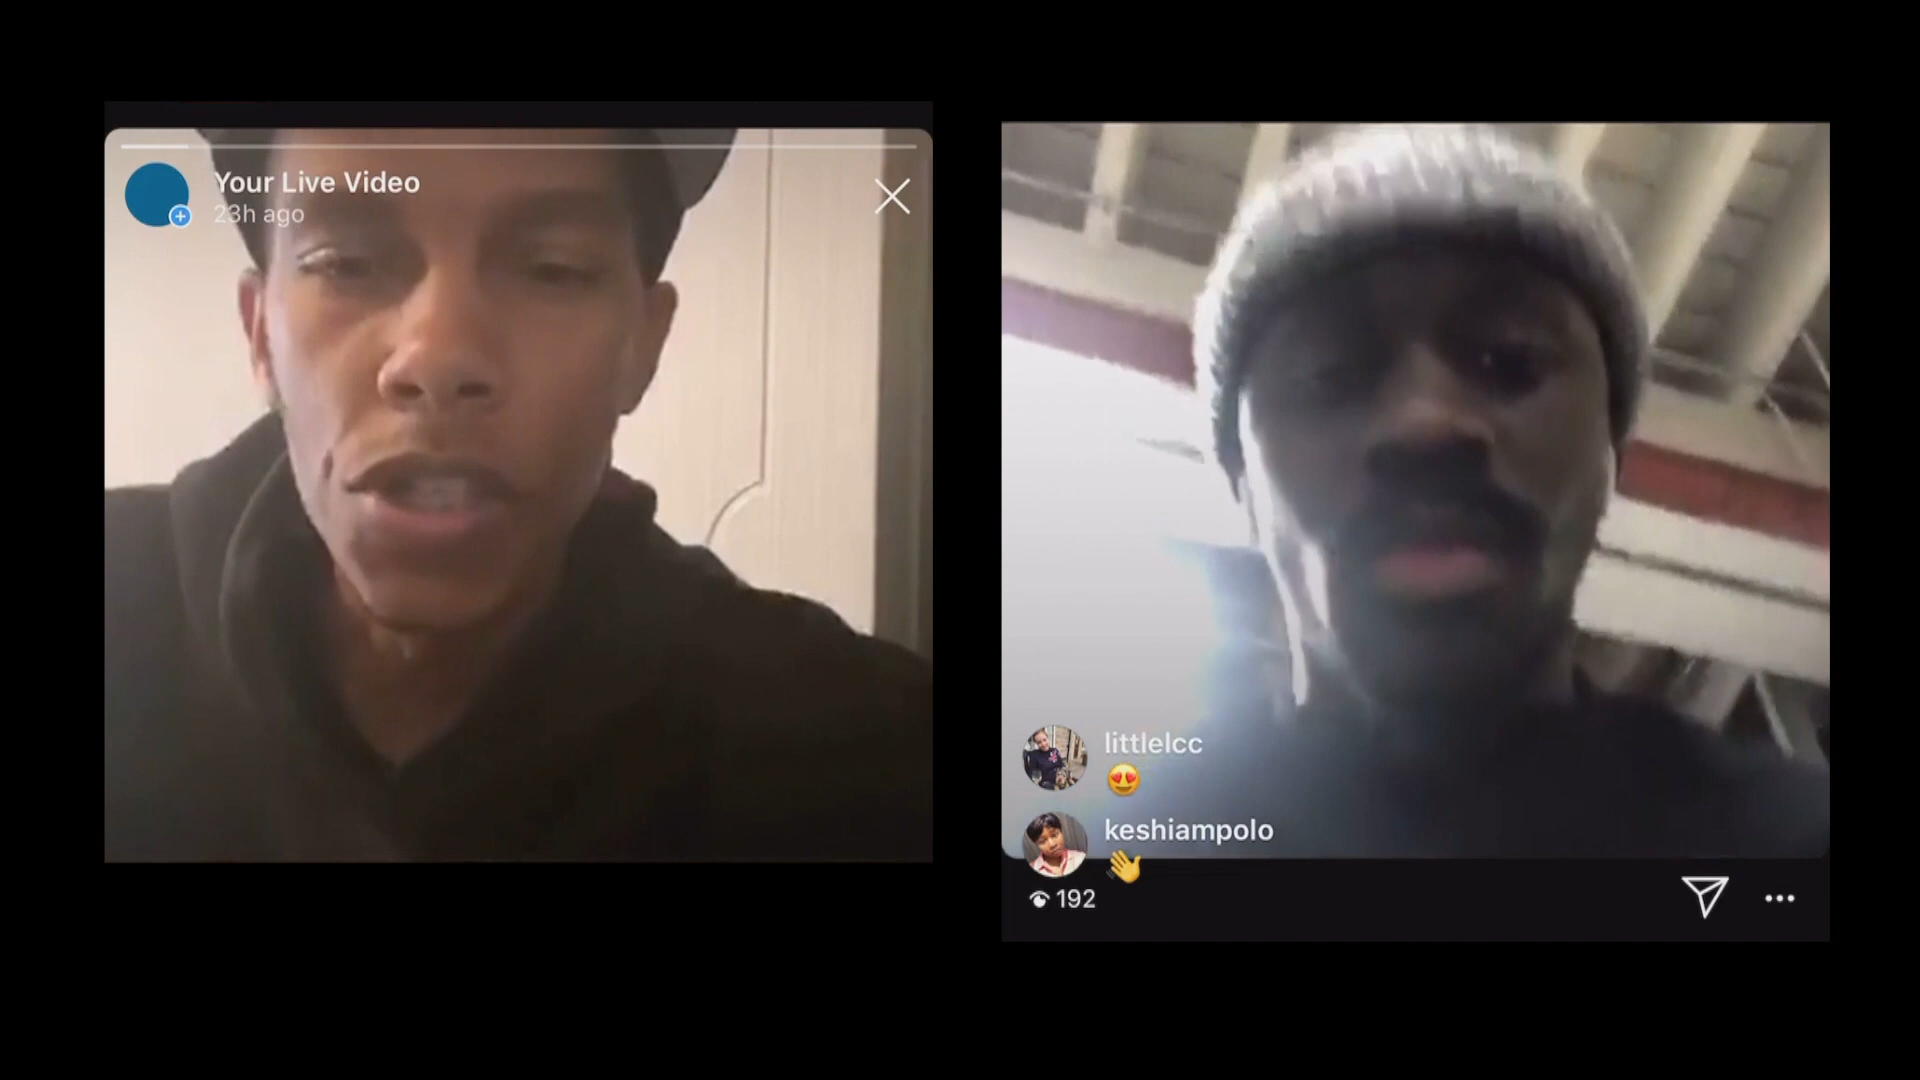 Your Live Video
23h ago
littlelcc
😍
keshiampolo
👋
192